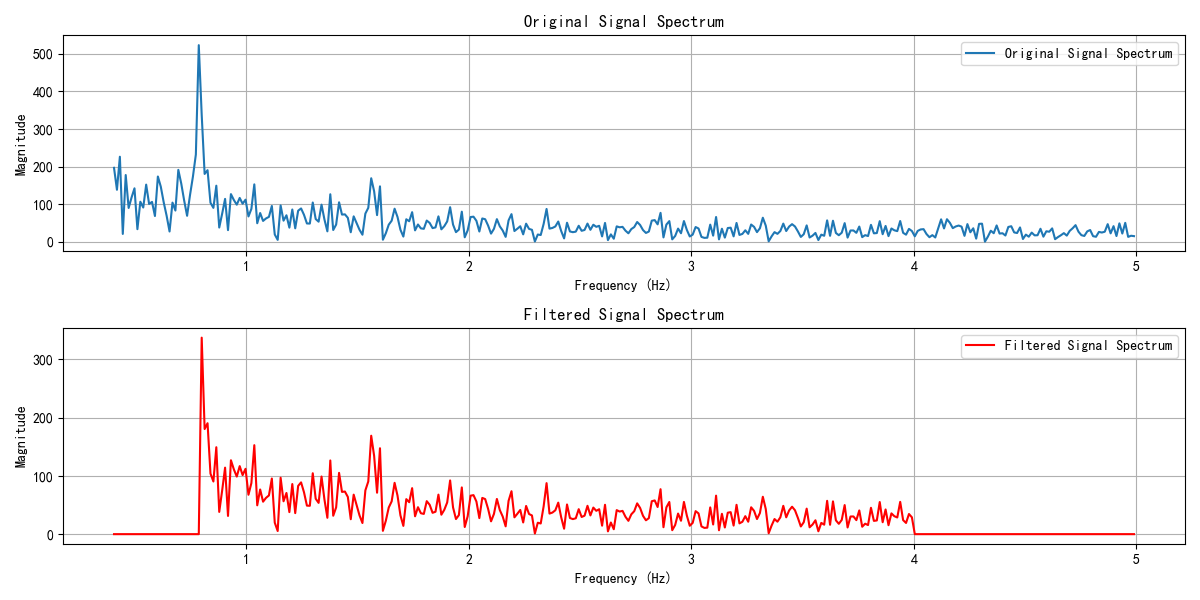 Original Signal Spectrum
500
400
300
200
100
0
Magnitude
Original Signal Spectrum
1 2 3 4 5
Frequency (Hz)
Filtered Signal Spectrum
300
200
100
0
Magnitude
Filtered Signal Spectrum
1 2 3 4 5
Frequency (Hz)